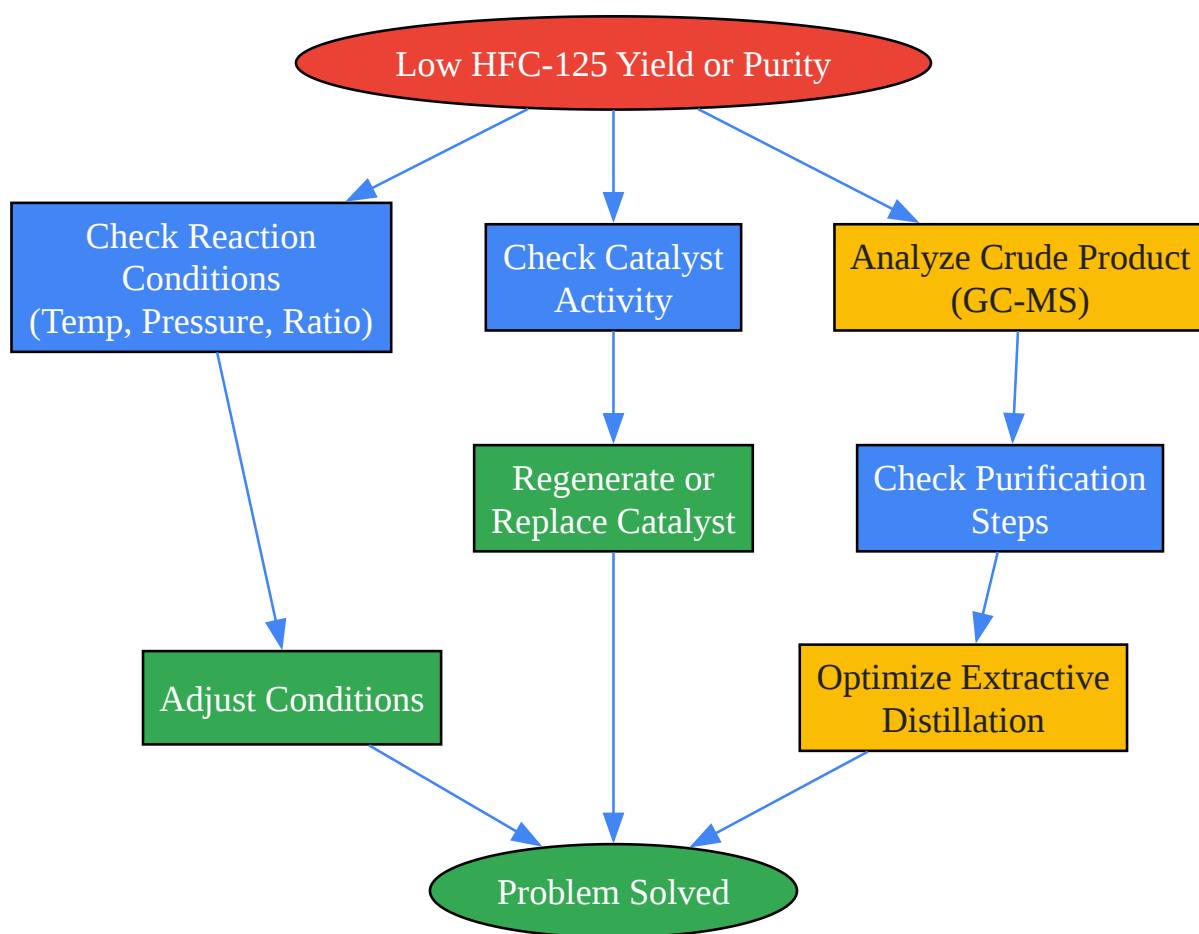 Low HFC-125 Yield or Purity
Check Reaction
Conditions
(Temp, Pressure, Ratio)
Check Catalyst
Activity
Analyze Crude Product
(GC-MS)
Regenerate or
Replace Catalyst
Check Purification
Steps
Adjust Conditions
Optimize Extractive
Distillation
Problem Solved